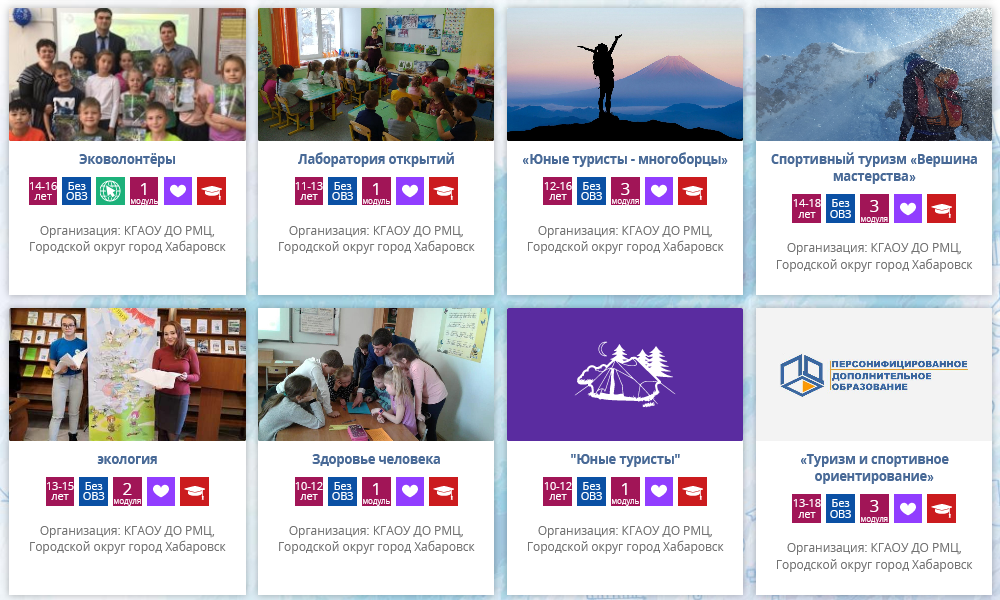 Эковолонтёры
14-16 лет
Без ОВЗ
1 модуль
Организация: КГАОУ ДО РМЦ,
Городской округ город Хабаровск
Лаборатория открытий
11-13 лет
Без ОВЗ
1 модуль
Организация: КГАОУ ДО РМЦ,
Городской округ город Хабаровск
«Юные туристы - многоборцы»
12-16 лет
Без ОВЗ
3 модуля
Организация: КГАОУ ДО РМЦ,
Городской округ город Хабаровск
Спортивный туризм «Вершина
мастерства»
14-18 лет
Без ОВЗ
3 модуля
Организация: КГАОУ ДО РМЦ,
Городской округ город Хабаровск
экология
13-15 лет
Без ОВЗ
2 модуля
Организация: КГАОУ ДО РМЦ,
Городской округ город Хабаровск
Здоровье человека
10-12 лет
Без ОВЗ
1 модуль
Организация: КГАОУ ДО РМЦ,
Городской округ город Хабаровск
"Юные туристы"
10-12 лет
Без ОВЗ
1 модуль
Организация: КГАОУ ДО РМЦ,
Городской округ город Хабаровск
ПЕРСОНИФИЦИРОВАННОЕ
ДОПОЛНИТЕЛЬНОЕ
ОБРАЗОВАНИЕ
«Туризм и спортивное
ориентирование»
13-18 лет
Без ОВЗ
3 модуля
Организация: КГАОУ ДО РМЦ,
Городской округ город Хабаровск